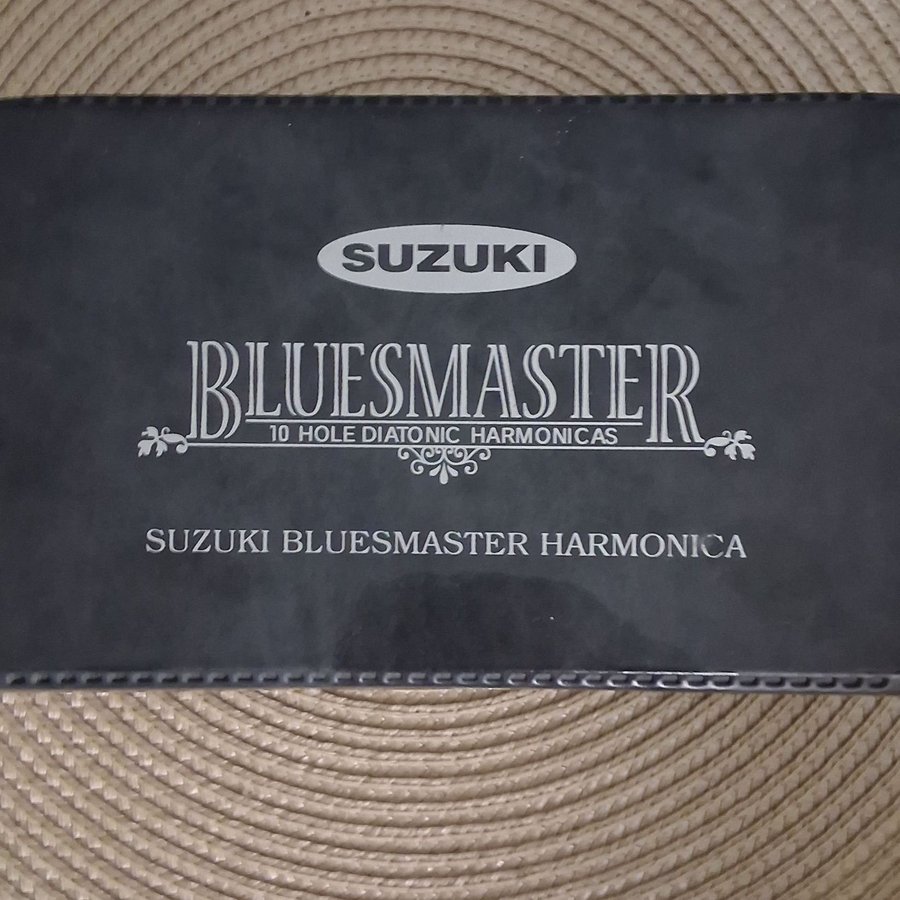 SUZUKI
BLUESMASTER
10 HOLE DIATONIC HARMONICAS
SUZUKI BLUESMASTER HARMONICA